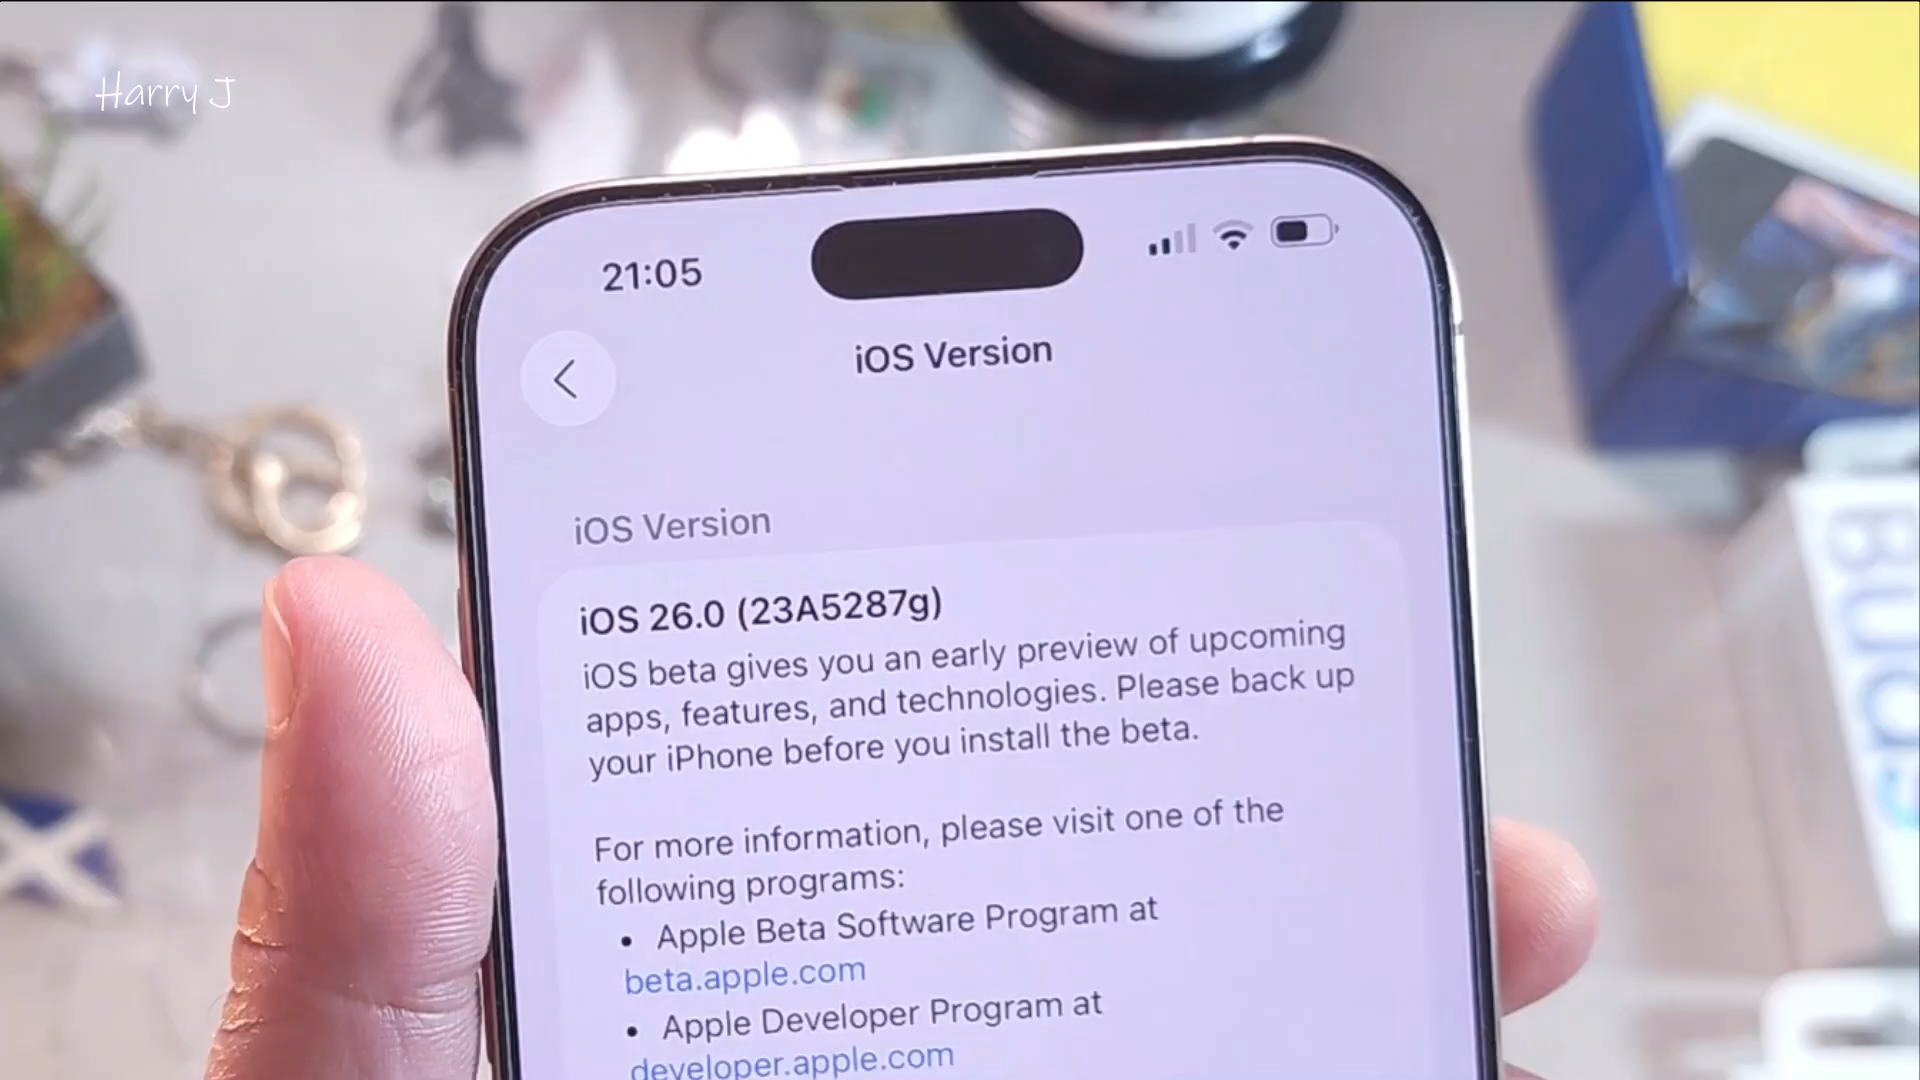 Harry J
21:05
iOS Version
iOS Version
iOS 26.0 (23A5287g)
iOS beta gives you an early preview of upcoming
apps, features, and technologies. Please back up
your iPhone before you install the beta.
For more information, please visit one of the
following programs:
• Apple Beta Software Program at
beta.apple.com
• Apple Developer Program at
developer.apple.com
BUDS